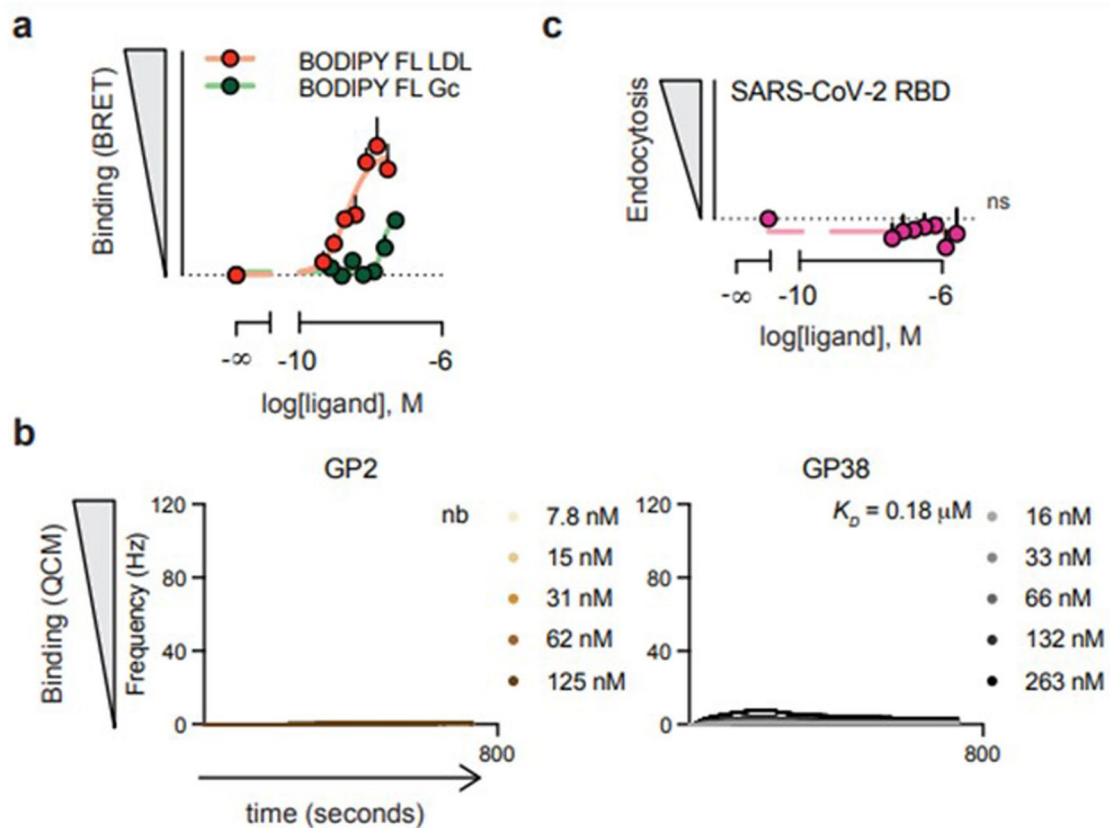 a
Binding (BRET)
BODIPY FL LDL
BODIPY FL Gc
-∞
-10
-6
log[ligand], M
c
Endocytosis
SARS-CoV-2 RBD
ns
-∞
-10
-6
log[ligand], M
b
Binding (QCM)
GP2
Frequency (Hz)
120
80
40
0
nb
7.8 nM
15 nM
31 nM
62 nM
125 nM
800
time (seconds)
GP38
120
80
40
0
K_D = 0.18 μM
16 nM
33 nM
66 nM
132 nM
263 nM
800